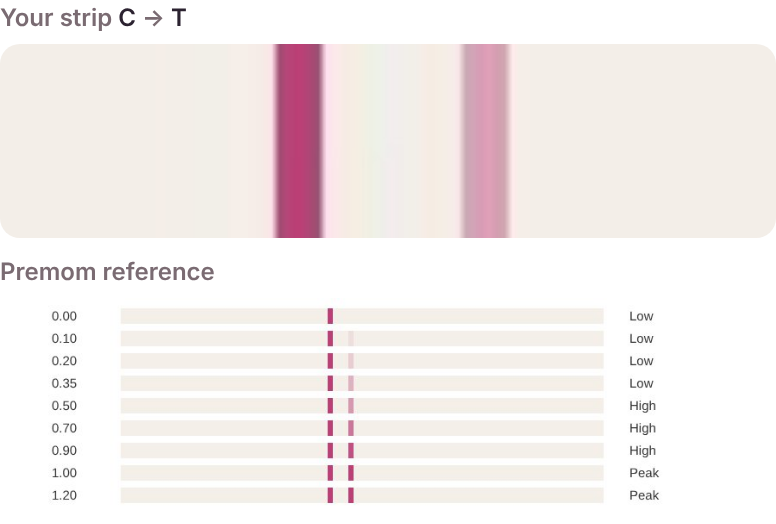 Your strip C → T
Premom reference
0.00 Low
0.10 Low
0.20 Low
0.35 Low
0.50 High
0.70 High
0.90 High
1.00 Peak
1.20 Peak